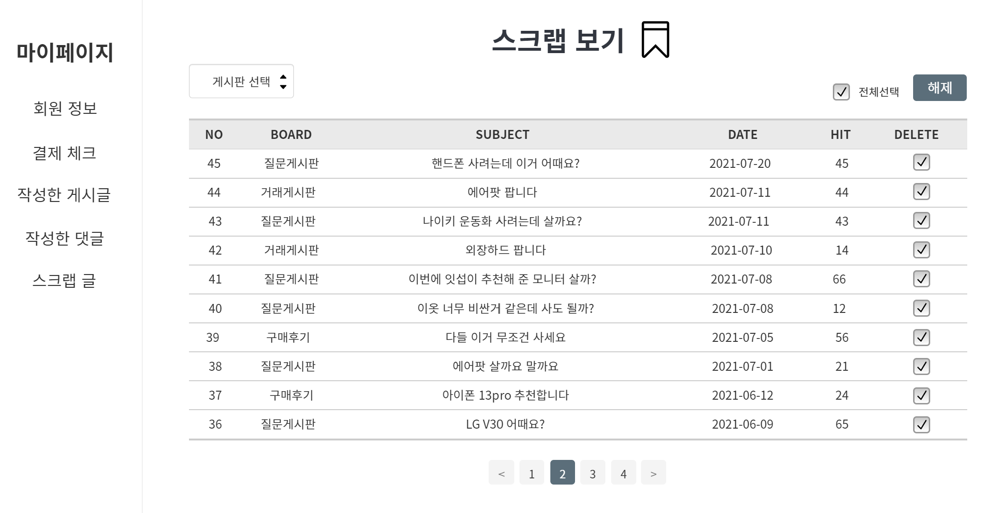 마이페이지
회원 정보
결제 체크
작성한 게시글
작성한 댓글
스크랩 글
스크랩 보기
게시판 선택
전체선택 해제
NO BOARD SUBJECT DATE HIT DELETE
45 질문게시판 핸드폰 사려는데 이거 어때요? 2021-07-20 45
44 거래게시판 에어팟 팝니다 2021-07-11 44
43 질문게시판 나이키 운동화 사려는데 살까요? 2021-07-11 43
42 거래게시판 외장하드 팝니다 2021-07-10 14
41 질문게시판 이번에 잇섭이 추천해 준 모니터 살까? 2021-07-08 66
40 질문게시판 이옷 너무 비싼거 같은데 사도 될까? 2021-07-08 12
39 구매후기 다들 이거 무조건 사세요 2021-07-05 56
38 질문게시판 에어팟 살까요 말까요 2021-07-01 21
37 구매후기 아이폰 13pro 추천합니다 2021-06-12 24
36 질문게시판 LG V30 어때요? 2021-06-09 65
< 1 2 3 4 >